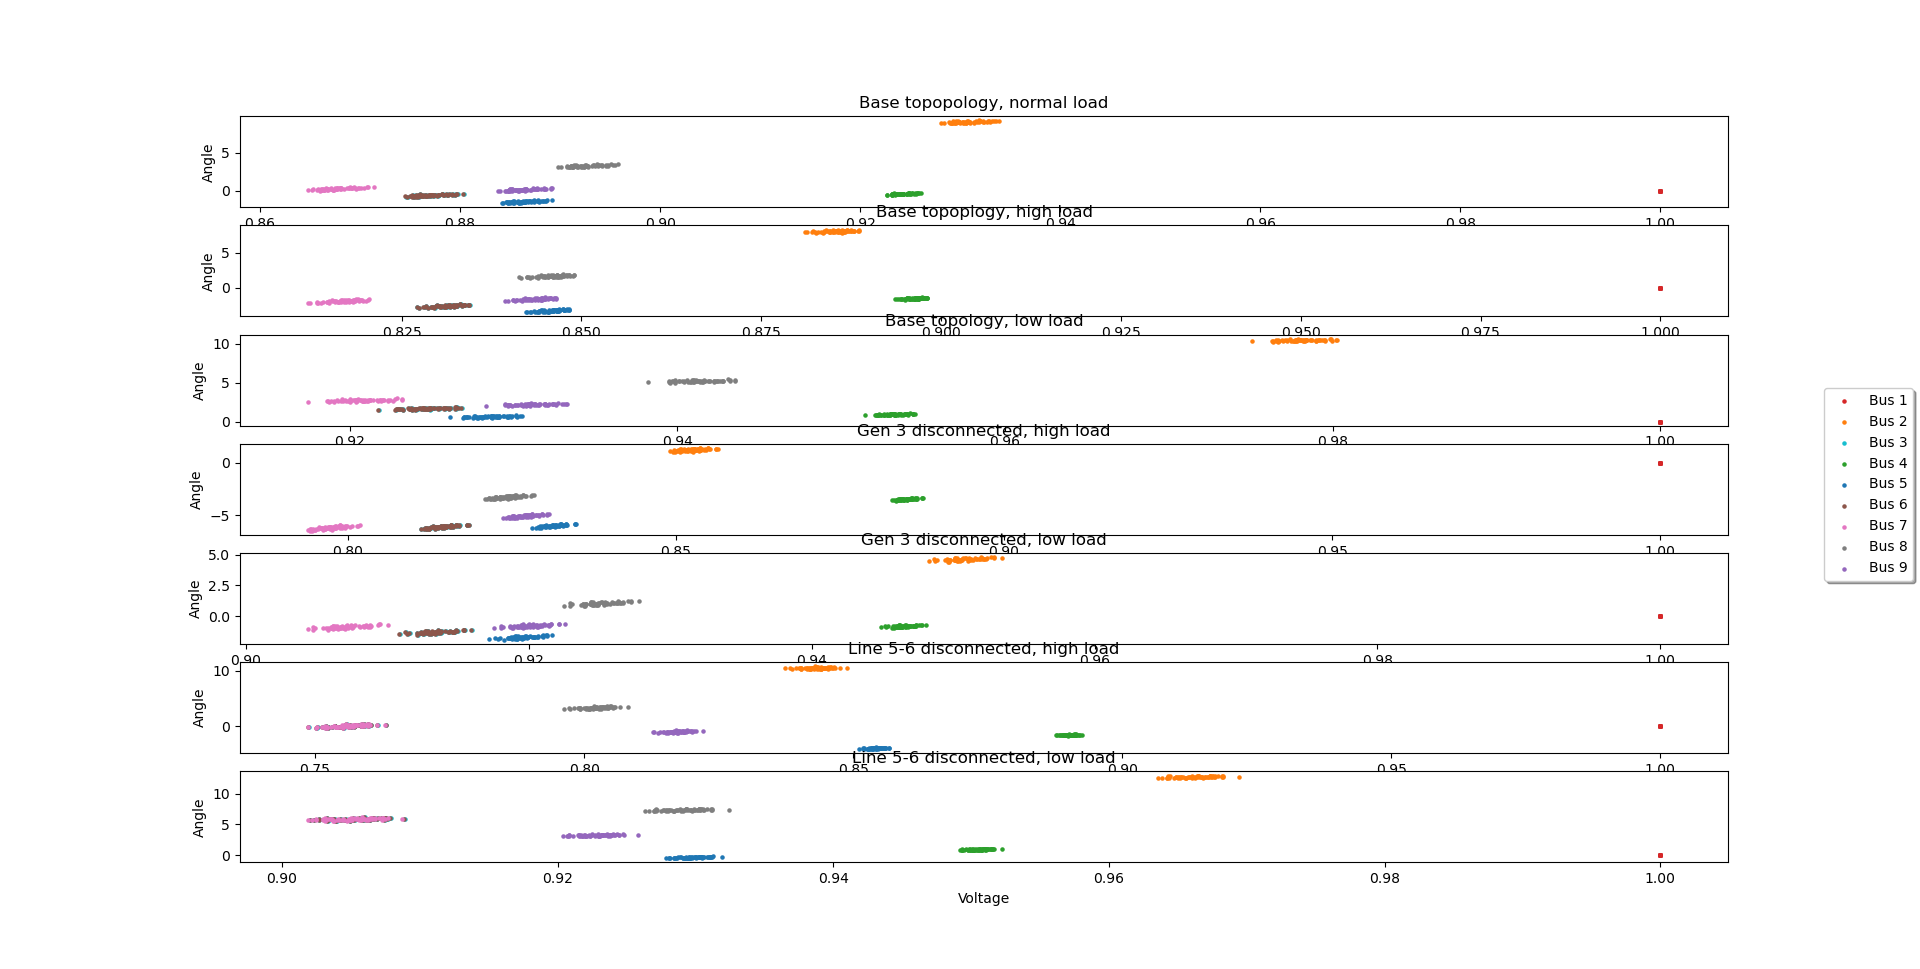 Base topopology, normal load
Angle
5
0
0.86 0.88 0.90 0.92 0.94 0.96 0.98 1.00
Base topology, high load
Angle
5
0
0.825 0.850 0.875 0.900 0.925 0.950 0.975 1.000
Base topology, low load
Angle
10
5
0
0.92 0.94 0.96 0.98 1.00
Gen 3 disconnected, high load
Angle
0
−5
0.80 0.85 0.90 0.95 1.00
Gen 3 disconnected, low load
Angle
5.0
2.5
0.0
0.90 0.92 0.94 0.96 0.98 1.00
Line 5-6 disconnected, high load
Angle
10
0
0.75 0.80 0.85 0.90 0.95 1.00
Line 5-6 disconnected, low load
Angle
10
5
0
0.90 0.92 0.94 0.96 0.98 1.00
Voltage
Bus 1
Bus 2
Bus 3
Bus 4
Bus 5
Bus 6
Bus 7
Bus 8
Bus 9